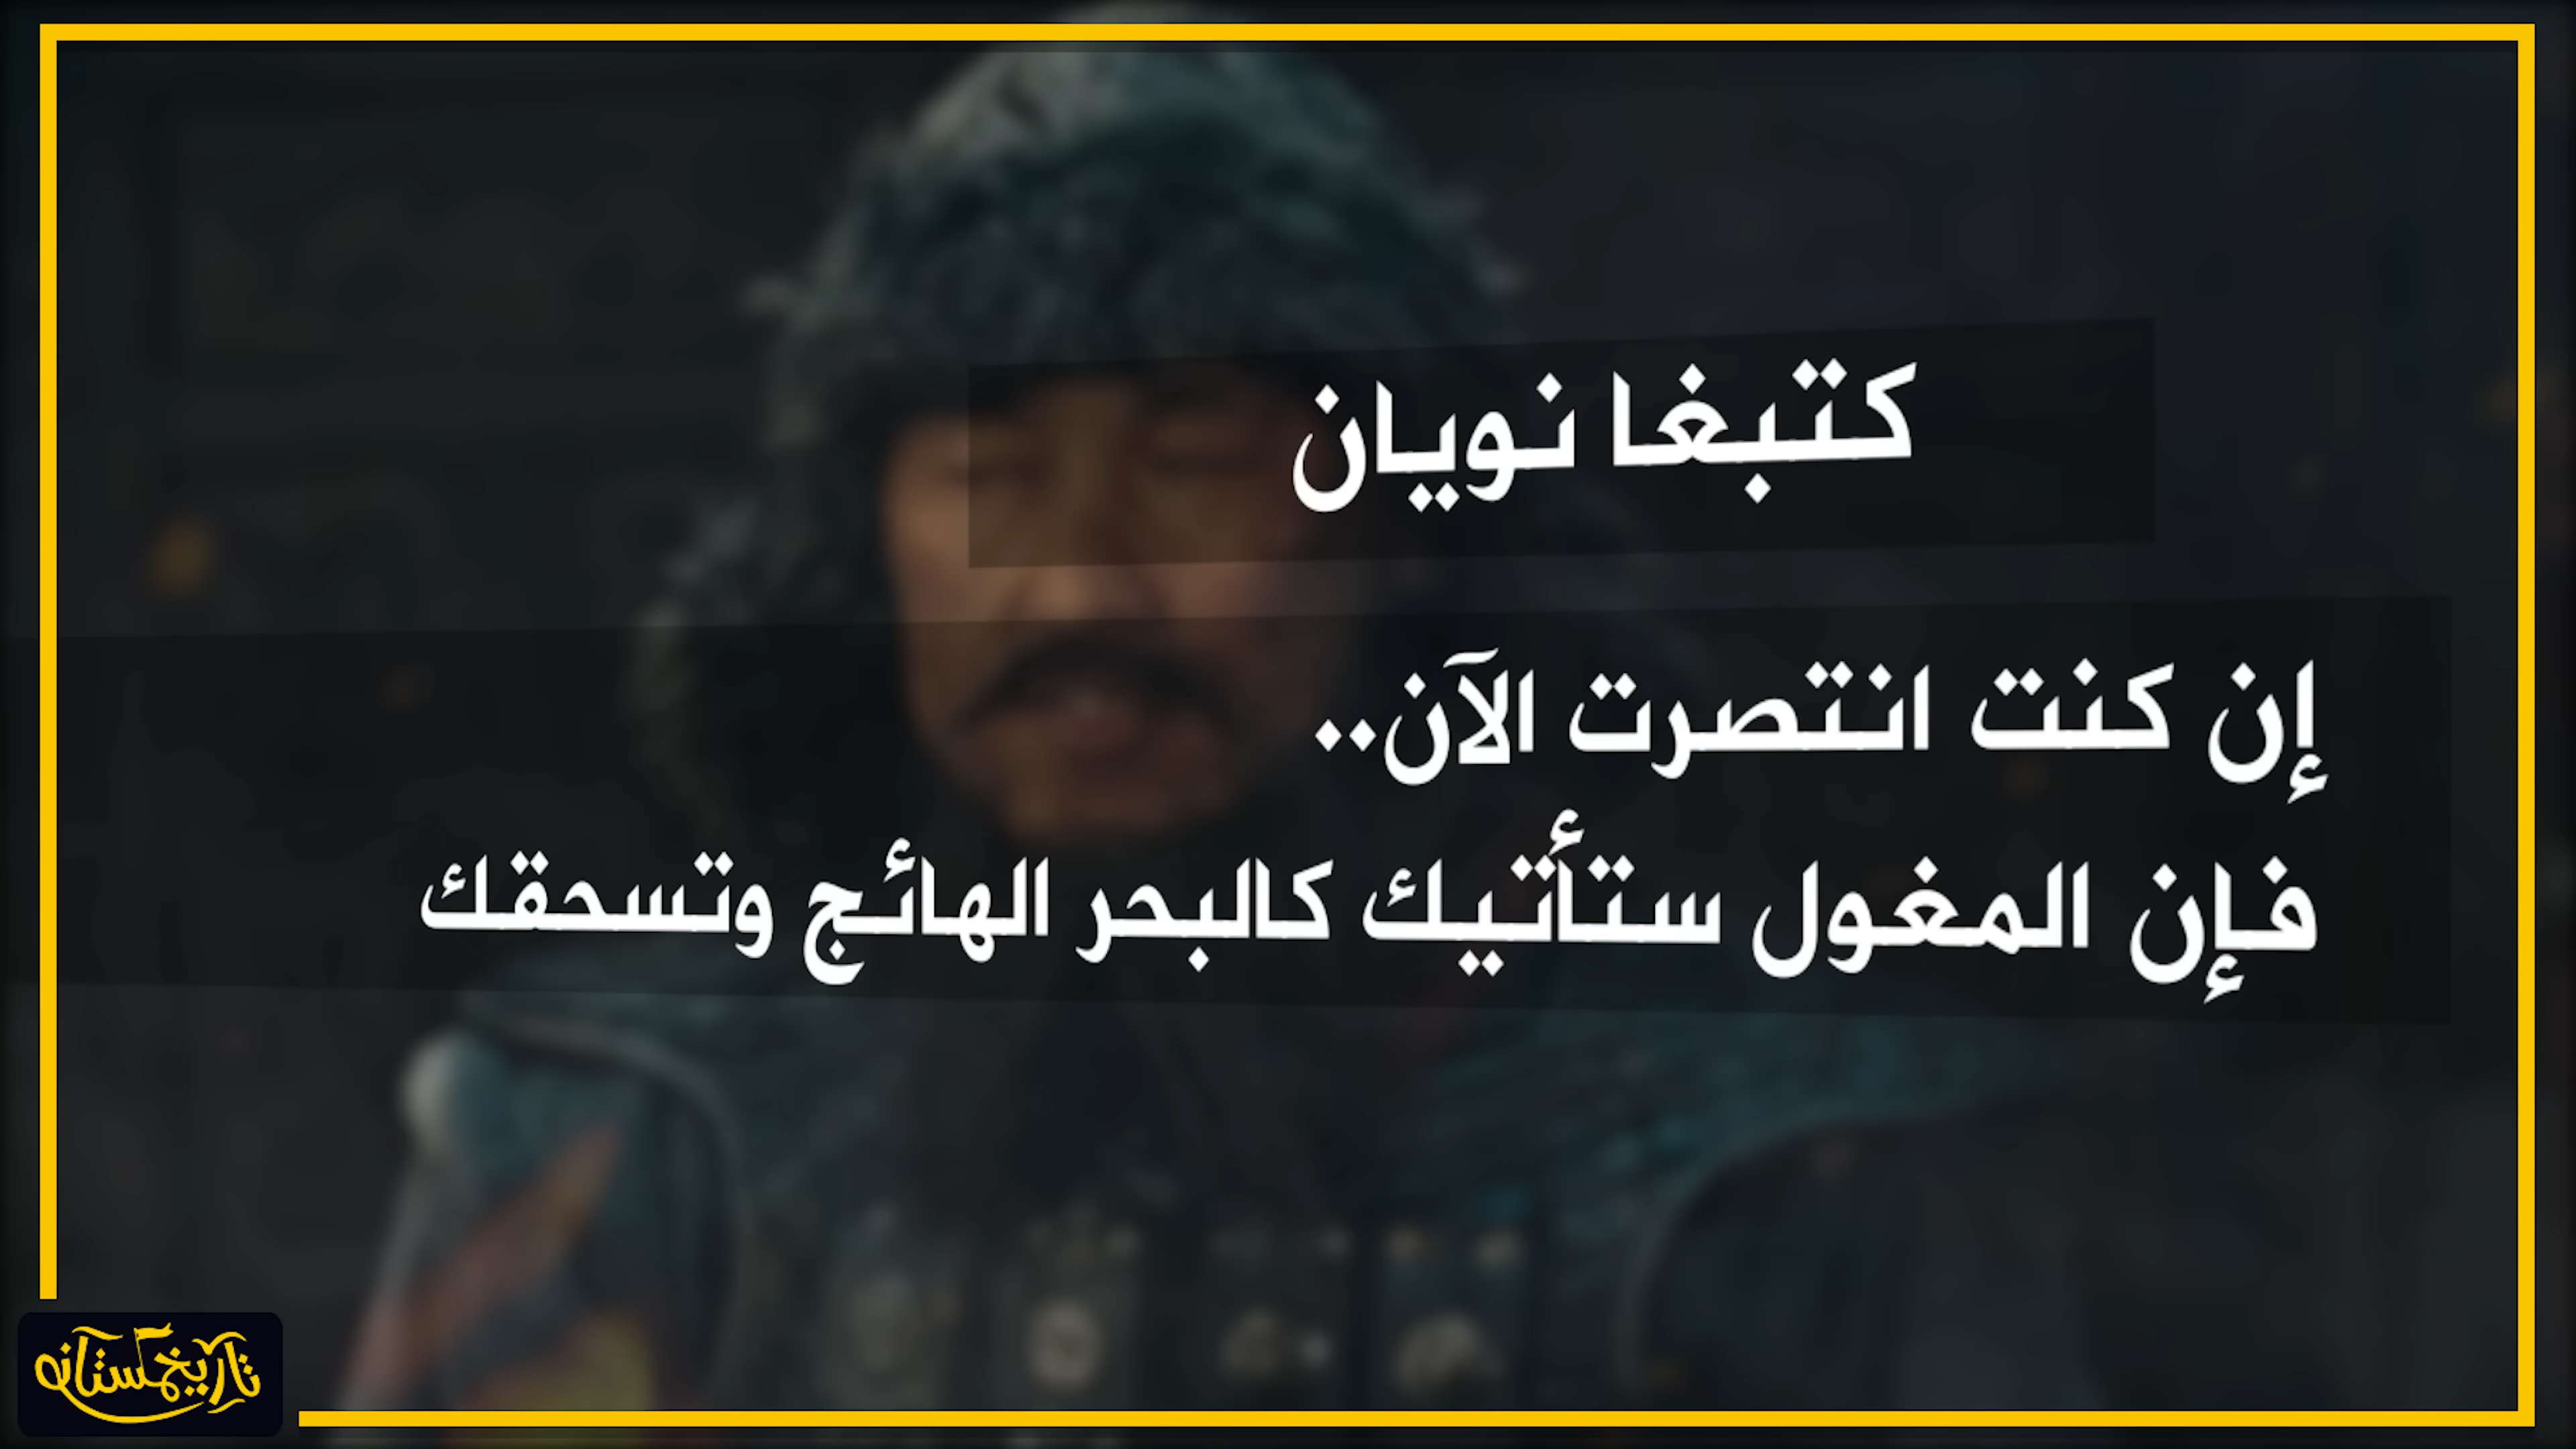 كتبغا نويان
إن كنت انتصرت الآن..
فإن المغول ستأتيك كالبحر الهائج وتسحقك
تاريخستان